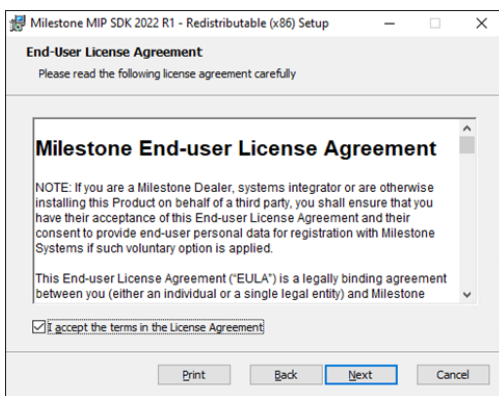 Milestone MIP SDK 2022 R1 - Redistributable (x86) Setup
End-User License Agreement
Please read the following license agreement carefully
Milestone End-user License Agreement
NOTE: If you are a Milestone Dealer, systems integrator or are otherwise
installing this Product on behalf of a third party, you shall ensure that you
have their acceptance of this End-user License Agreement and their
consent to provide end-user personal data for registration with Milestone
Systems if such voluntary option is applied.
This End-user License Agreement (“EULA”) is a legally binding agreement
between you (either an individual or a single legal entity) and Milestone
I accept the terms in the License Agreement
Print Back Next Cancel